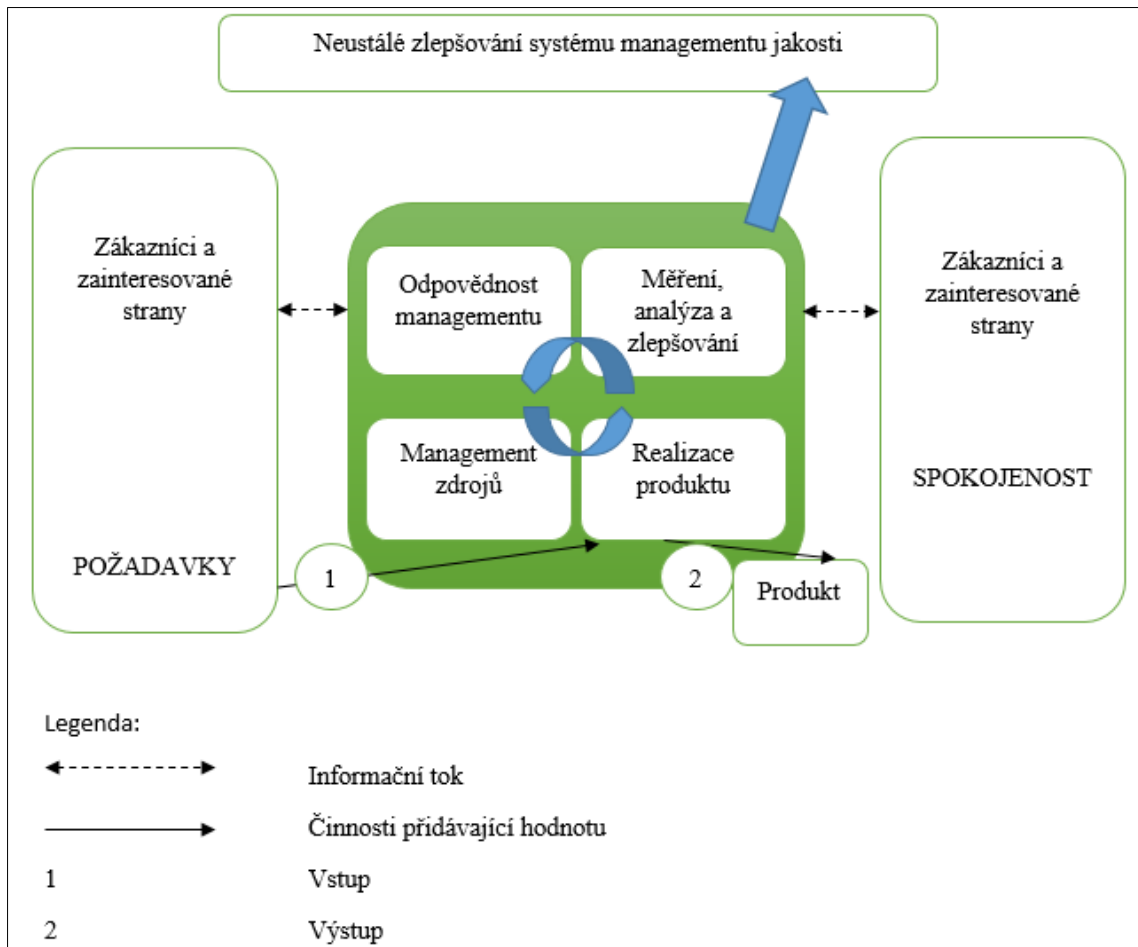 Neustálé zlepšování systému managementu jakosti
Zákazníci a
zainteresované
strany
POŽADAVKY
Odpovědnost
managementu
Měření,
analýza a
zlepšování
Management
zdrojů
Realizace
produktu
1
2
Produkt
Zákazníci a
zainteresované
strany
SPOKOJENOST
Legenda:
Informační tok
Činnosti přidávající hodnotu
1 Vstup
2 Výstup